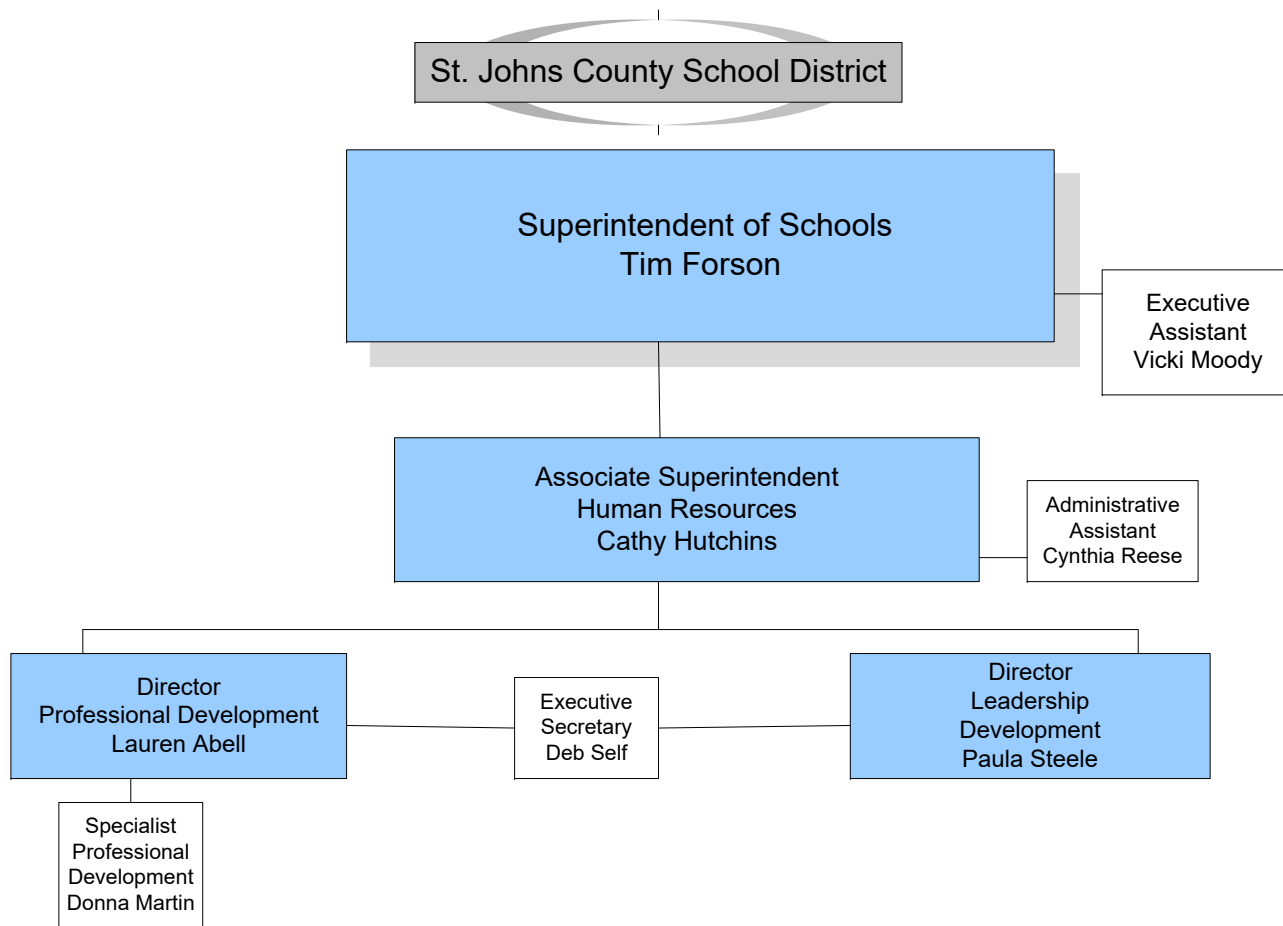 St. Johns County School District
Superintendent of Schools
Tim Forson
Executive
Assistant
Vicki Moody
Associate Superintendent
Human Resources
Cathy Hutchins
Administrative
Assistant
Cynthia Reese
Director
Professional Development
Lauren Abell
Executive
Secretary
Deb Self
Director
Leadership
Development
Paula Steele
Specialist
Professional
Development
Donna Martin